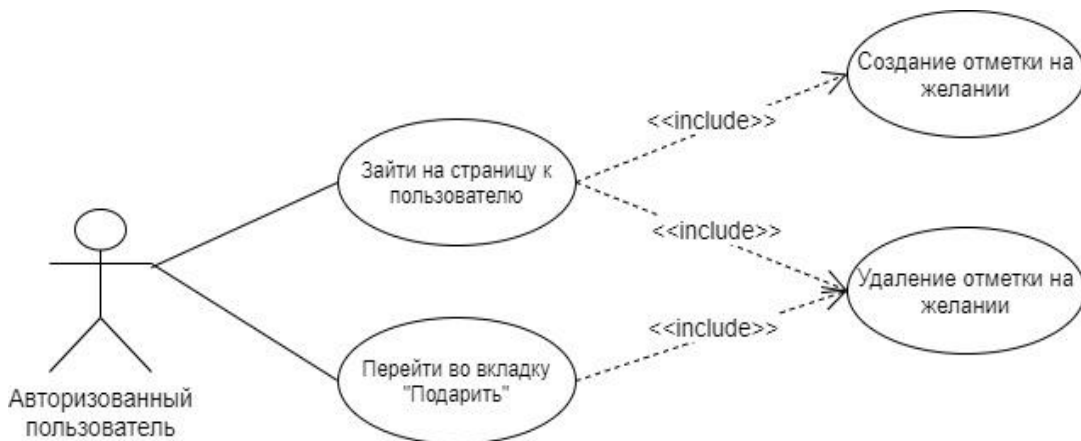 Создание отметки на
желании
<<include>>
Зайти на страницу к
пользователю
<<include>>
Удаление отметки на
желании
<<include>>
Перейти во вкладку
"Подарить"
Авторизованный
пользователь